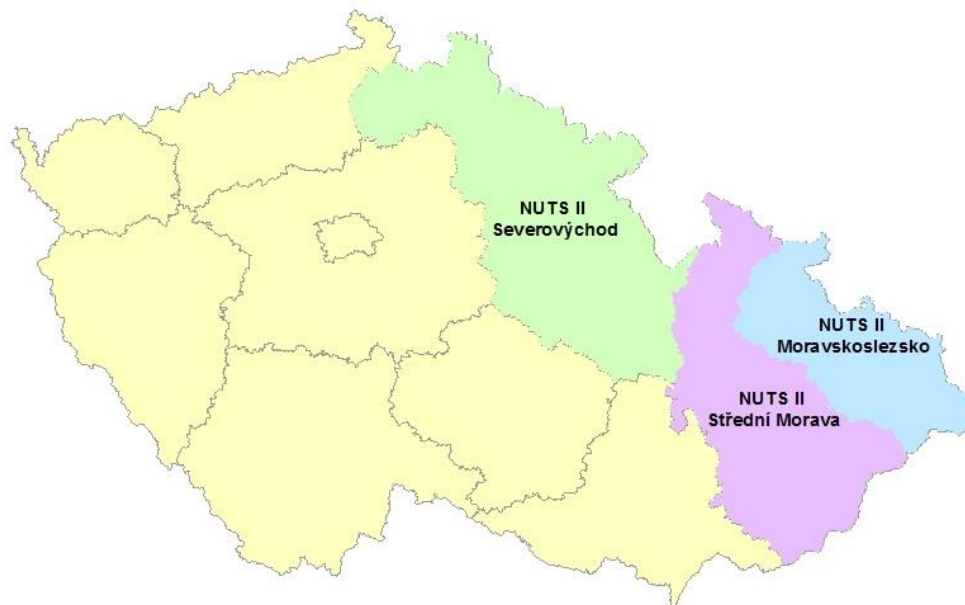 NUTS II
Severovýchod
NUTS II
Moravskoslezsko
NUTS II
Střední Morava